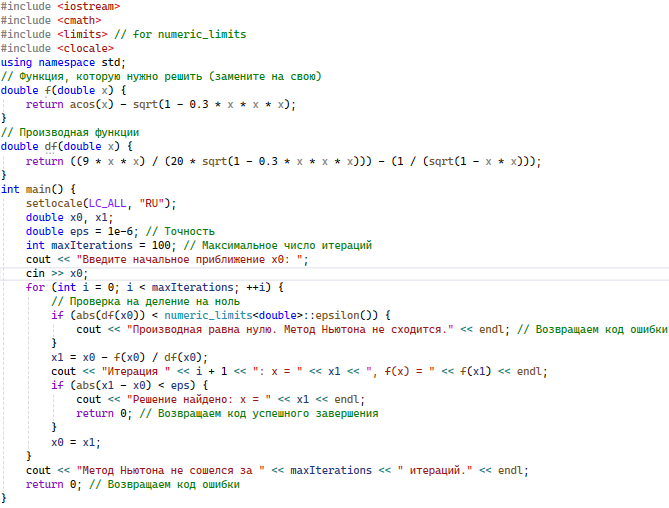 #include <iostream>
#include <cmath>
#include <limits> // for numeric_limits
#include <clocale>
using namespace std;
// Функция, которую нужно решить (замените на свою)
double f(double x) {
    return acos(x) - sqrt(1 - 0.3 * x * x * x);
}
// Производная функции
double df(double x) {
    return ((9 * x * x) / (20 * sqrt(1 - 0.3 * x * x * x))) - (1 / (sqrt(1 - x * x)));
}
int main() {
    setlocale(LC_ALL, "RU");
    double x0, x1;
    double eps = 1e-6; // Точность
    int maxIterations = 100; // Максимальное число итераций
    cout << "Введите начальное приближение x0: ";
    cin >> x0;
    for (int i = 0; i < maxIterations; ++i) {
        // Проверка на деление на ноль
        if (abs(df(x0)) < numeric_limits<double>::epsilon()) {
            cout << "Производная равна нулю. Метод Ньютона не сходится." << endl; // Возвращаем код ошибки
        }
        x1 = x0 - f(x0) / df(x0);
        cout << "Итерация " << i + 1 << ": x = " << x1 << ", f(x) = " << f(x1) << endl;
        if (abs(x1 - x0) < eps) {
            cout << "Решение найдено: x = " << x1 << endl;
            return 0; // Возвращаем код успешного завершения
        }
        x0 = x1;
    }
    cout << "Метод Ньютона не сошелся за " << maxIterations << " итераций." << endl;
    return 0; // Возвращаем код ошибки
}